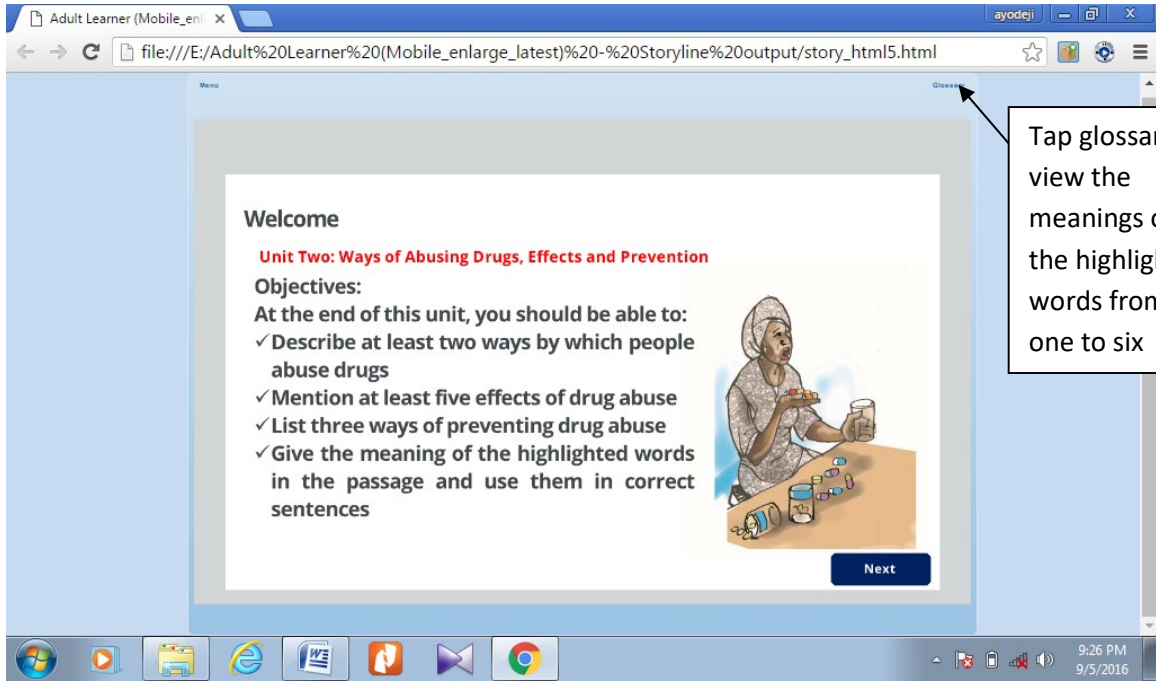 Adult Learner (Mobile_enl
ayodeji
file:///E:/Adult%20Learner%20(Mobile_enlarge_latest)%20-%20Storyline%20output/story_html5.html
Menu
Tap
view the
meanings
the
words
one to six
Welcome
Unit Two: Ways of Abusing Drugs, Effects and Prevention
Objectives:
At the end of this unit, you should be able to:
✓Describe at least two ways by which people
abuse drugs
✓Mention at least five effects of drug abuse
✓List three ways of preventing drug abuse
✓Give the meaning of the highlighted words
in the passage and use them in correct
sentences
Next
9:26 PM
9/5/2016